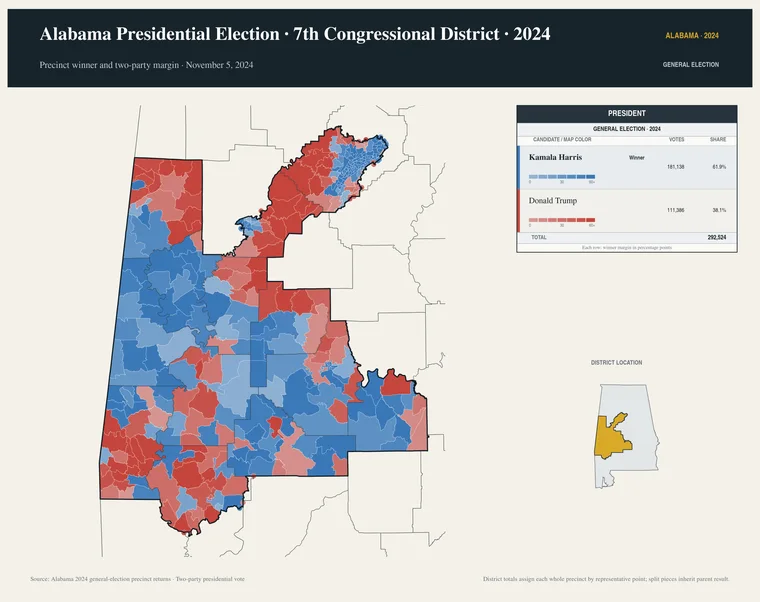 Alabama Presidential Election · 7th Congressional District · 2024
ALABAMA · 2024
Precinct winner and two-party margin · November 5, 2024
GENERAL ELECTION
PRESIDENT
GENERAL ELECTION · 2024
CANDIDATE / MAP COLOR VOTES SHARE
Kamala Harris Winner 181,138 61.9%
0 30 60+
Donald Trump 111,386 38.1%
0 30 60+
TOTAL 292,524
Each row: winner margin in percentage points
DISTRICT LOCATION
Source: Alabama 2024 general-election precinct returns · Two-party presidential vote
District totals assign each whole precinct by representative point; split pieces inherit parent result.